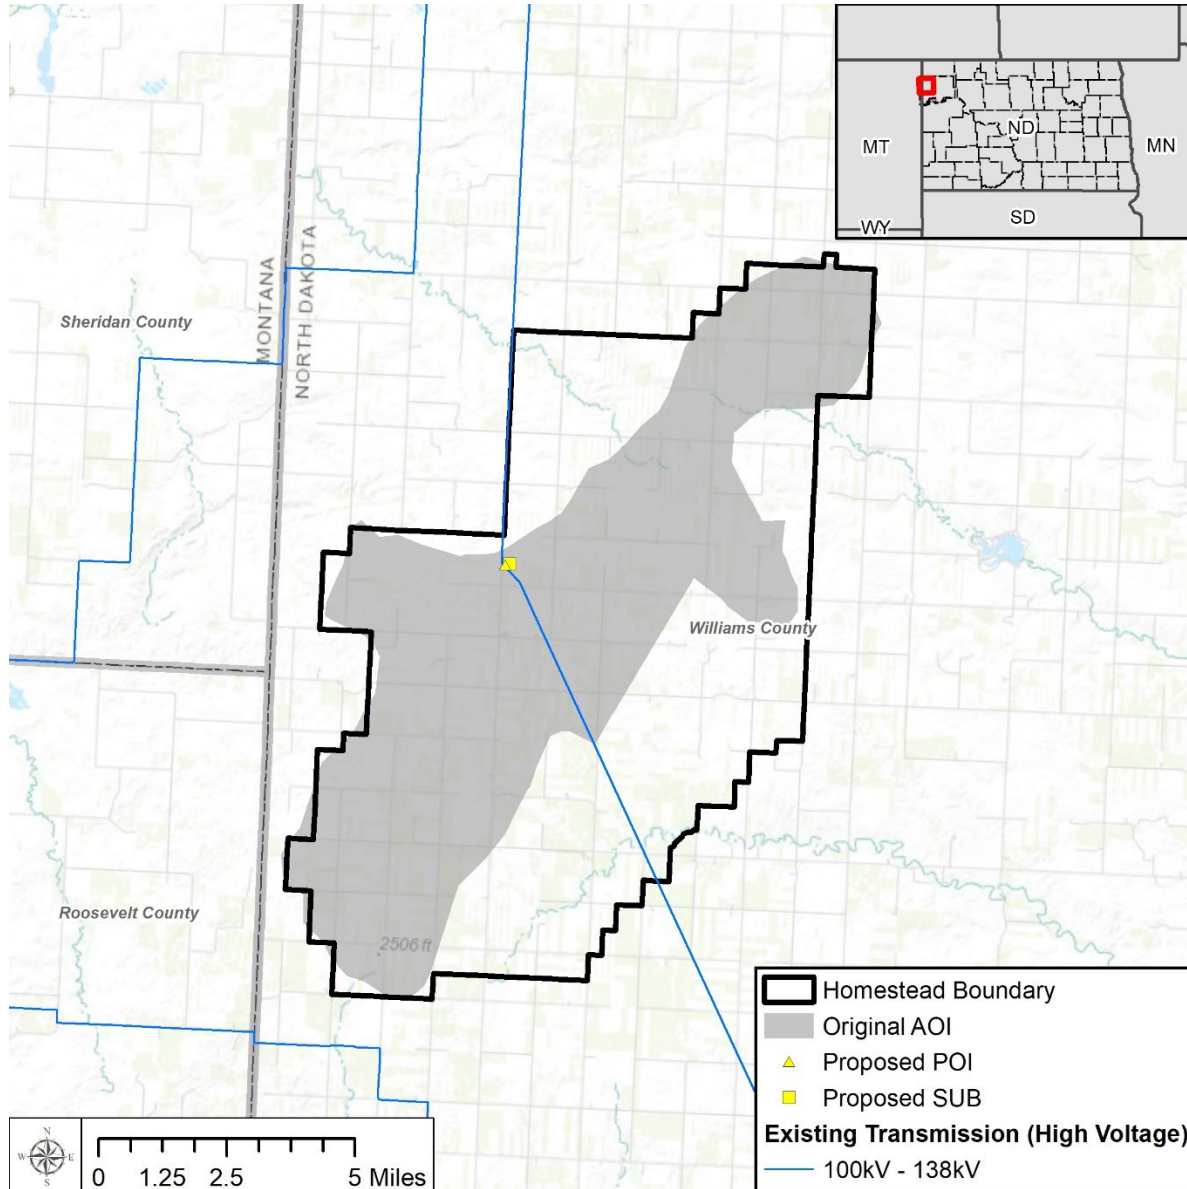 MT
ND
MN
SD
WY
MONTANA
NORTH DAKOTA
Sheridan County
Williams County
Roosevelt County
2506 ft
Homestead Boundary
Original AOI
Proposed POI
Proposed SUB
Existing Transmission (High Voltage)
100kV - 138kV
N
W E
S
0 1.25 2.5 5 Miles